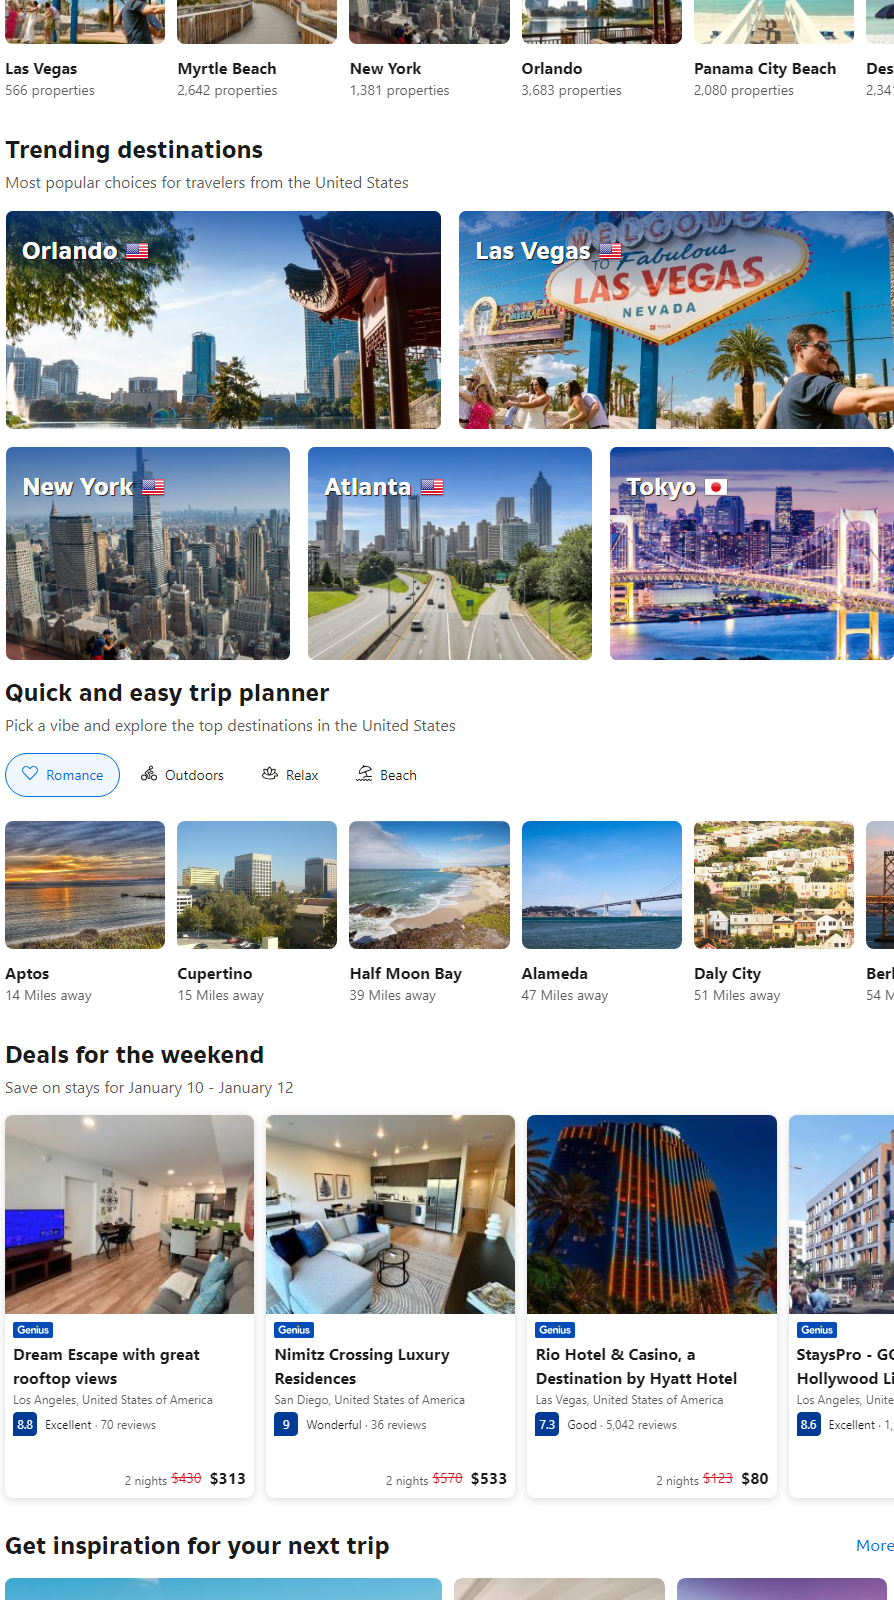 Las Vegas
566 properties
Myrtle Beach
2,642 properties
New York
1,381 properties
Orlando
3,683 properties
Panama City Beach
2,080 properties
Des
2,34
Trending destinations
Most popular choices for travelers from the United States
Orlando
Las Vegas
WELCOME
TO Fabulous
LAS VEGAS
NEVADA
New York
Atlanta
Tokyo
Quick and easy trip planner
Pick a vibe and explore the top destinations in the United States
Romance
Outdoors
Relax
Beach
Aptos
14 Miles away
Cupertino
15 Miles away
Half Moon Bay
39 Miles away
Alameda
47 Miles away
Daly City
51 Miles away
Berl
54 M
Deals for the weekend
Save on stays for January 10 - January 12
Genius
Dream Escape with great
rooftop views
Los Angeles, United States of America
8.8 Excellent · 70 reviews
2 nights $430 $313
Genius
Nimitz Crossing Luxury
Residences
San Diego, United States of America
9 Wonderful · 36 reviews
2 nights $570 $533
Genius
Rio Hotel & Casino, a
Destination by Hyatt Hotel
Las Vegas, United States of America
7.3 Good · 5,042 reviews
2 nights $123 $80
Genius
StaysPro - GO
Hollywood Li
Los Angeles, Unite
8.6 Excellent · 1,
Get inspiration for your next trip
More